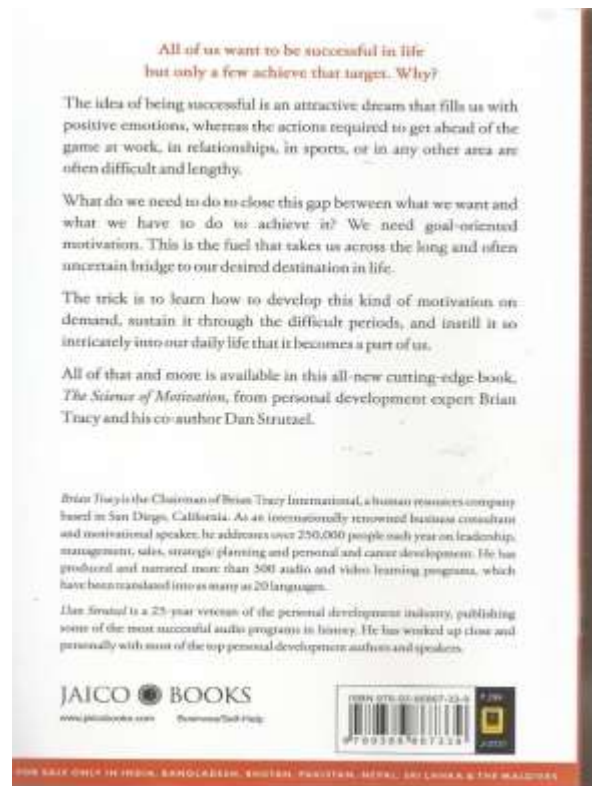 All of us want to be successful in life
but only a few achieve that target. Why?
The idea of being successful is an attractive dream that fills us with
positive emotions, whereas the actions required to get ahead of the
game at work, in relationships, in sports, or in any other area are
often difficult and lengthy.
What do we need to do to close this gap between what we want and
what we have to do to achieve it? We need goal-oriented
motivation. This is the fuel that takes us across the long and often
uncertain bridge to our desired destination in life.
The trick is to learn how to develop this kind of motivation on
demand, sustain it through the difficult periods, and instill it so
intricately into our daily life that it becomes a part of us.
All of that and more is available in this all-new cutting-edge book,
The Science of Motivation, from personal development expert Brian
Tracy and his co-author Dan Strutzel.
Brian Tracy is the Chairman of Brian Tracy International, a human resources company
based in San Diego, California. As an internationally renowned business consultant
and motivational speaker, he addresses over 250,000 people each year on leadership,
management, sales, strategic planning and personal and career development. He has
produced and narrated more than 500 audio and video learning programs, which
have been translated into as many as 20 languages.
Dan Strutzel is a 25-year veteran of the personal development industry, publishing
some of the most successful audio programs in history. He has worked up close and
personally with most of the top personal development authors and speakers.
JAICO BOOKS
www.jaicobooks.com Business/Self-Help
ISBN
FOR SALE ONLY IN INDIA, BANGLADESH, BHUTAN, PAKISTAN, NEPAL, SRI LANKA & THE MALDIVES